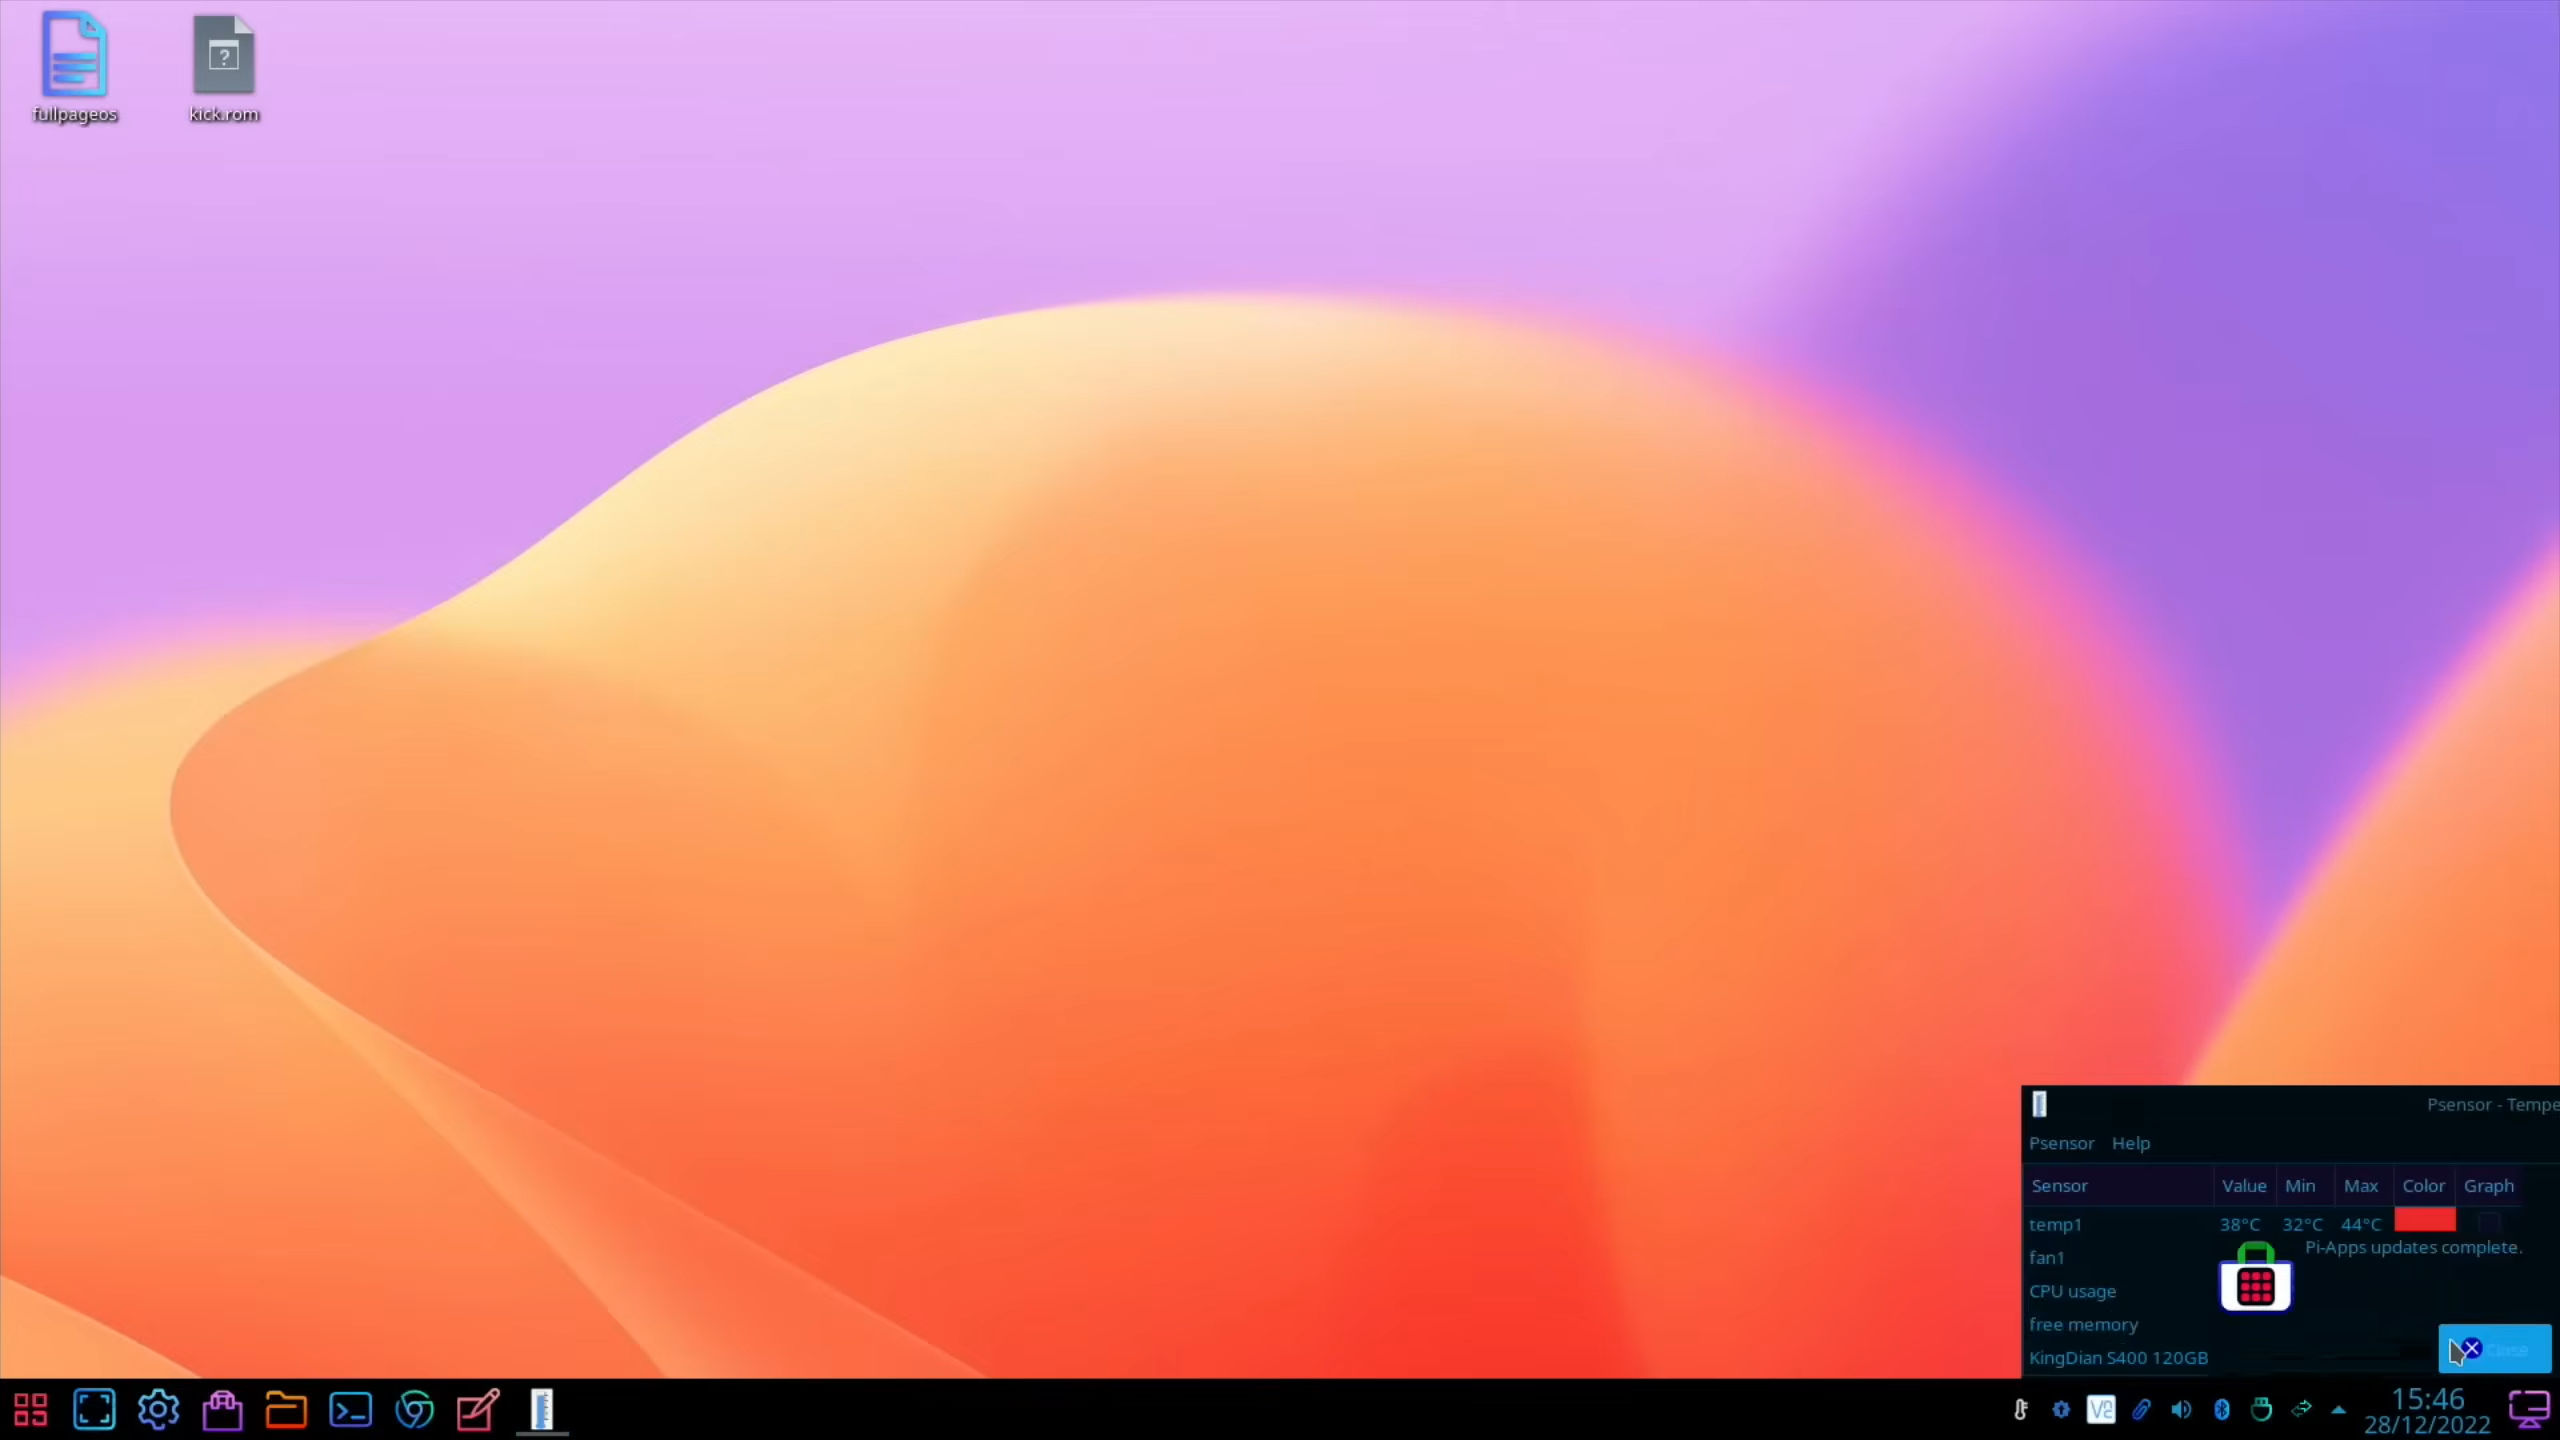 fullpageos
kick.rom
Psensor - Tempe
Psensor Help
Sensor Value Min Max Color Graph
temp1 38°C 32°C 44°C
Pi-Apps updates complete.
fan1
CPU usage
free memory
KingDian S400 120GB
V2
15:46
28/12/2022